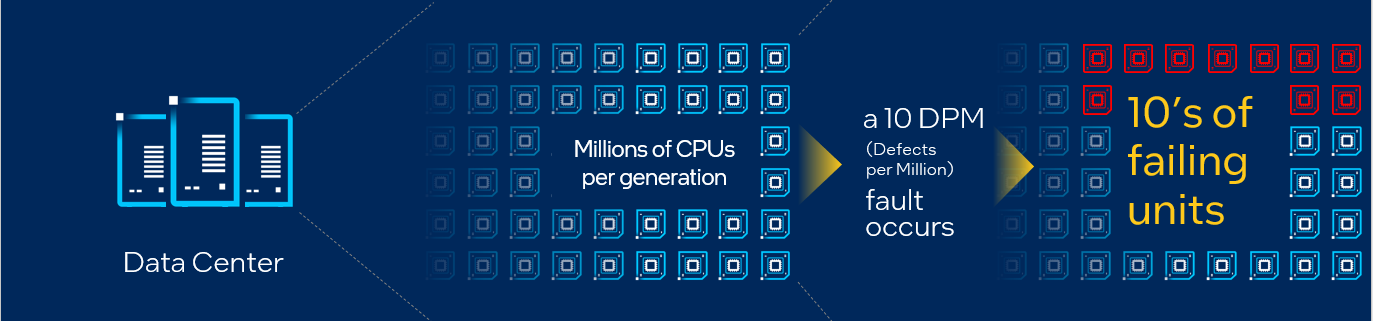 Data Center
Millions of CPUs
per generation
a 10 DPM
(Defects
per Million)
fault
occurs
10's of
failing
units